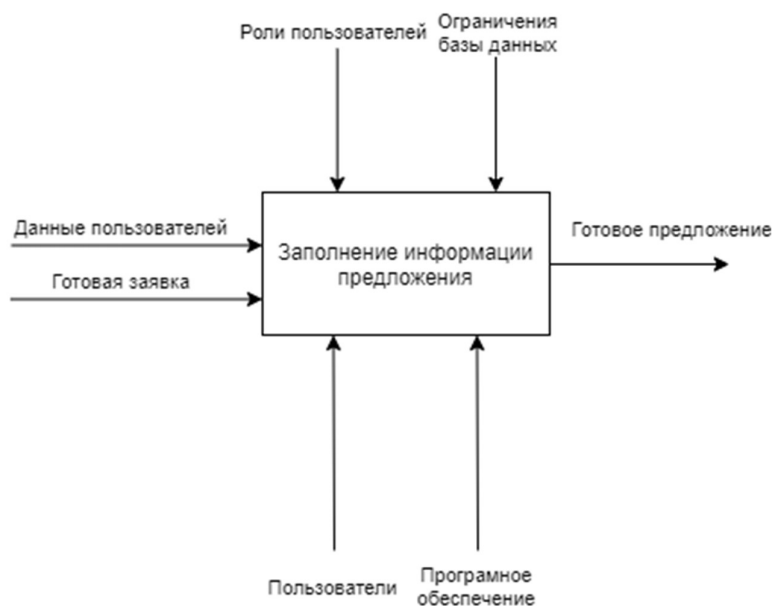 Роли пользователей
Ограничения
базы данных
Данные пользователей
Готовая заявка
Заполнение информации
предложения
Готовое предложение
Пользователи
Програмное
обеспечение